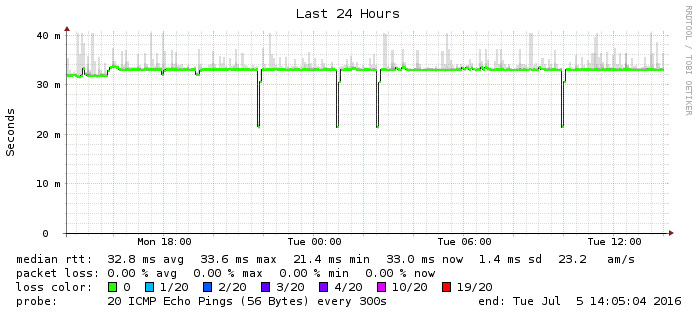 Last 24 Hours
RRDTOOL / TOBI OETIKER
Seconds
40 m
30 m
20 m
10 m
0
Mon 18:00 Tue 00:00 Tue 06:00 Tue 12:00
median rtt: 32.8 ms avg 33.6 ms max 21.4 ms min 33.0 ms now 1.4 ms sd 23.2 am/s
packet loss: 0.00 % avg 0.00 % max 0.00 % min 0.00 % now
loss color: 0 1/20 2/20 3/20 4/20 10/20 19/20
probe: 20 ICMP Echo Pings (56 Bytes) every 300s end: Tue Jul 5 14:05:04 2016